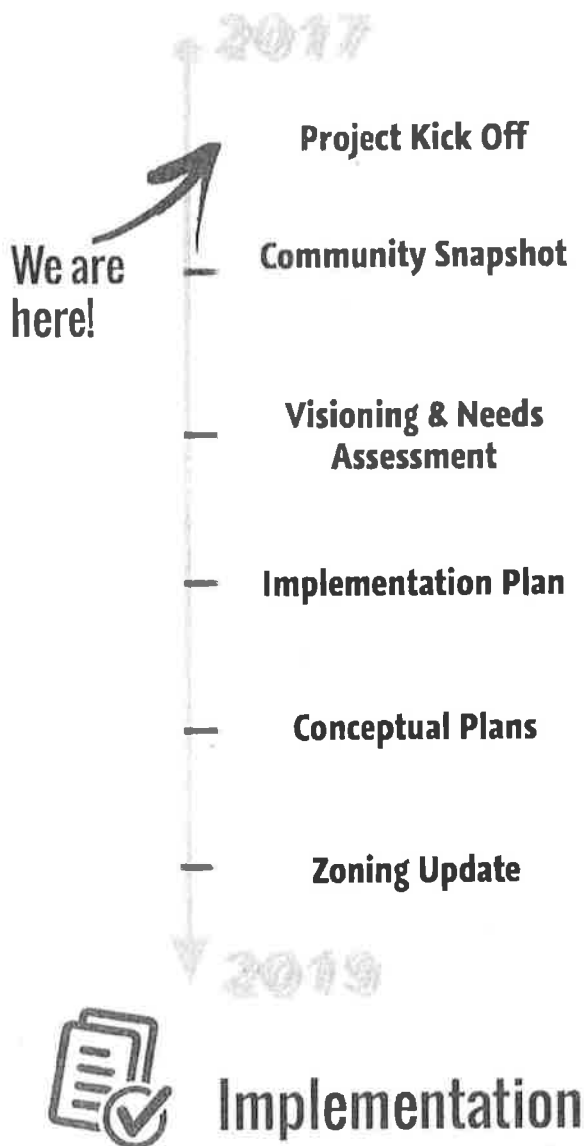 2017
Project Kick Off
We are
here!
Community Snapshot
Visioning & Needs
Assessment
Implementation Plan
Conceptual Plans
Zoning Update
2019
Implementation